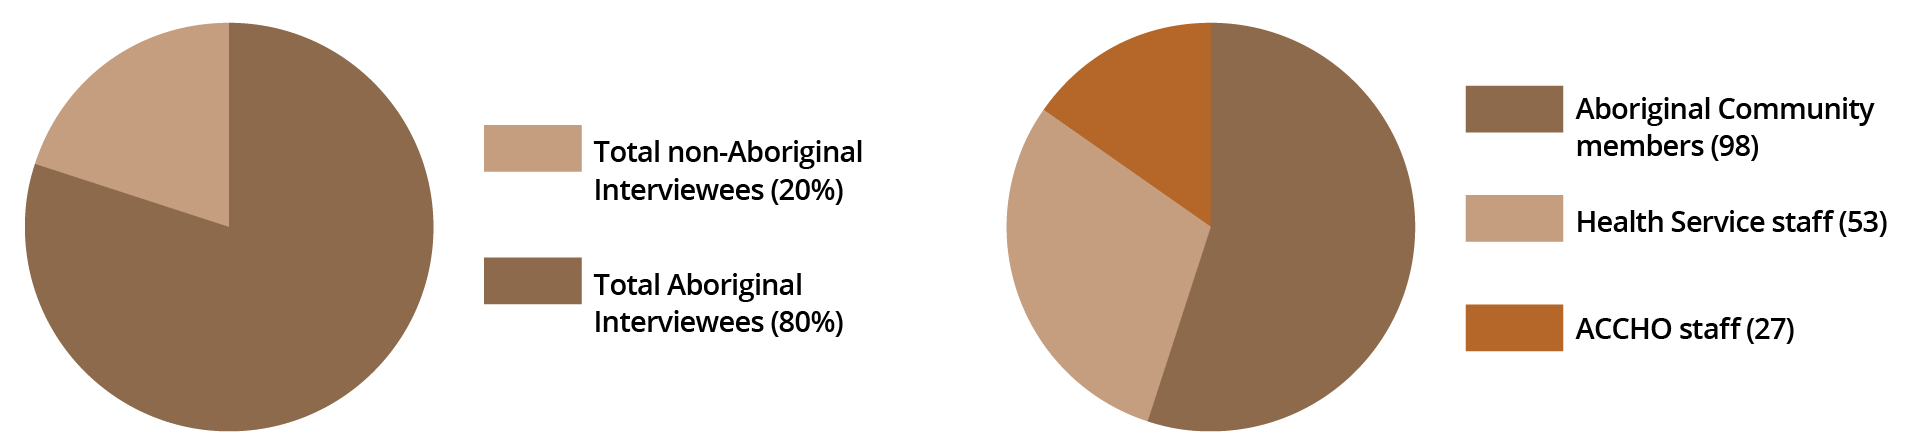 Total non-Aboriginal
Interviewees (20%)
Total Aboriginal
Interviewees (80%)
Aboriginal Community
members (98)
Health Service staff (53)
ACCHO staff (27)